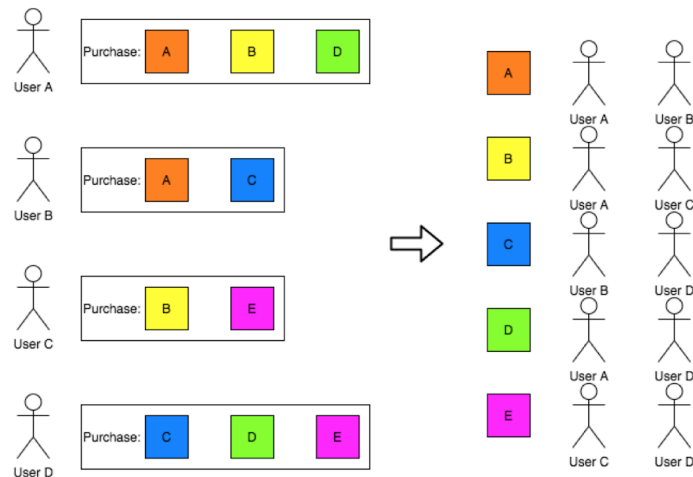 Purchase: A B D
User A
Purchase: A C
User B
Purchase: B E
User C
Purchase: C D E
User D
A
User A User B
B
User A User C
C
User B User D
D
User A User D
E
User C User D